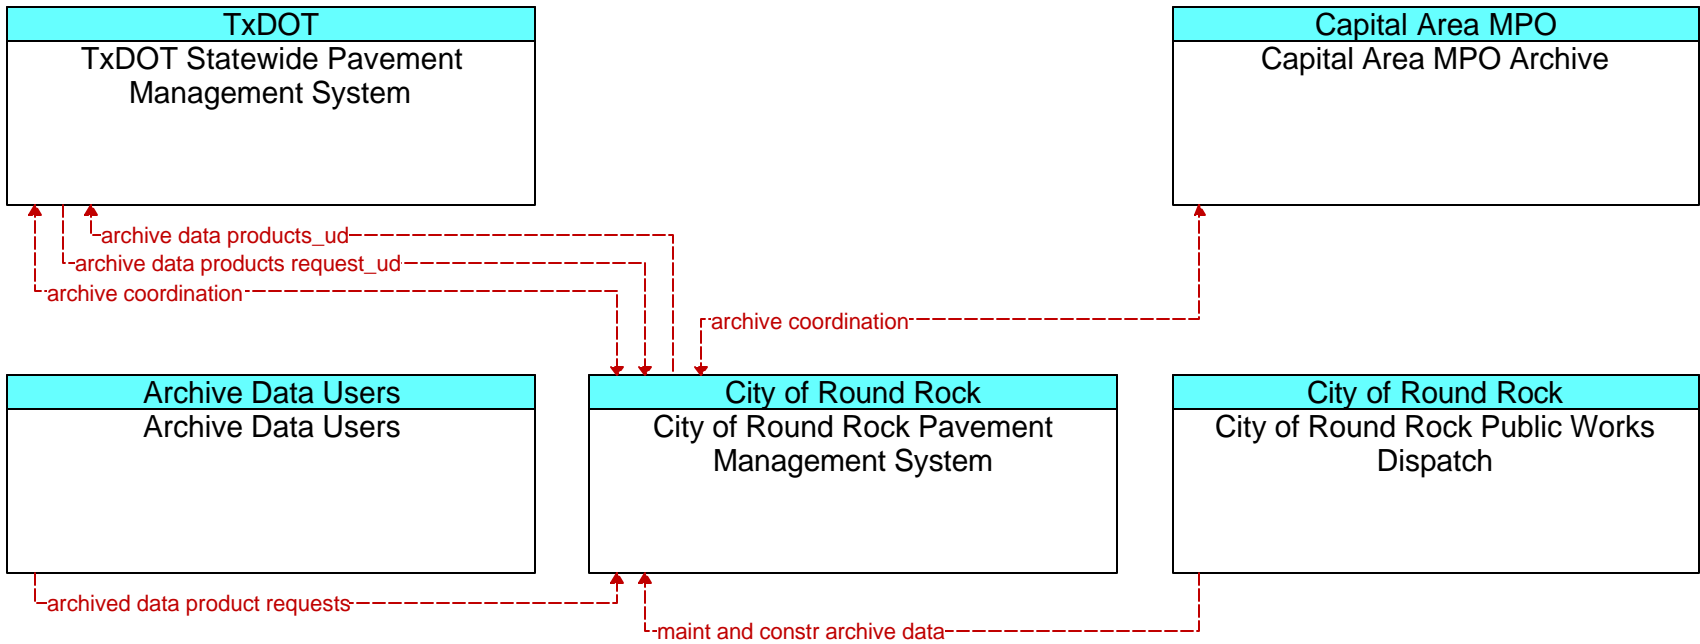 TxDOT
TxDOT Statewide Pavement
Management System
Capital Area MPO
Capital Area MPO Archive
archive data products_ud
archive data products request_ud
archive coordination
archive coordination
Archive Data Users
Archive Data Users
City of Round Rock
City of Round Rock Pavement
Management System
City of Round Rock
City of Round Rock Public Works
Dispatch
archived data product requests
maint and constr archive data